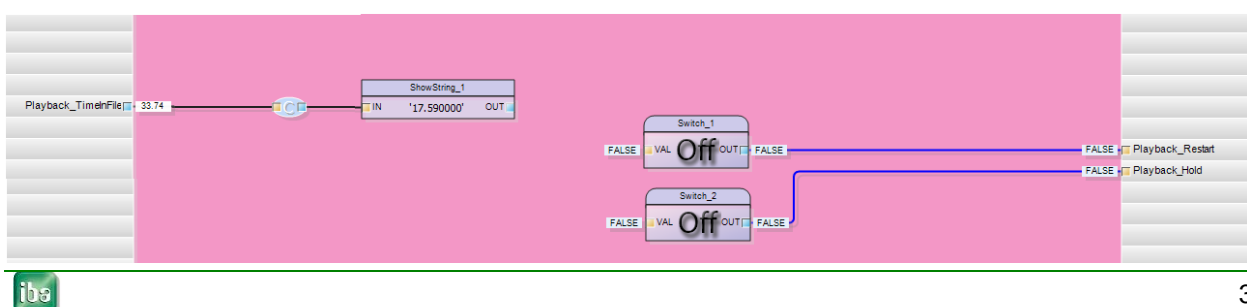 ShowString_1
Playback_TimeInFile 33.74 C IN '17.590000' OUT
Switch_1
FALSE VAL Off OUT FALSE FALSE Playback_Restart
FALSE Playback_Hold
Switch_2
FALSE VAL Off OUT FALSE
iba